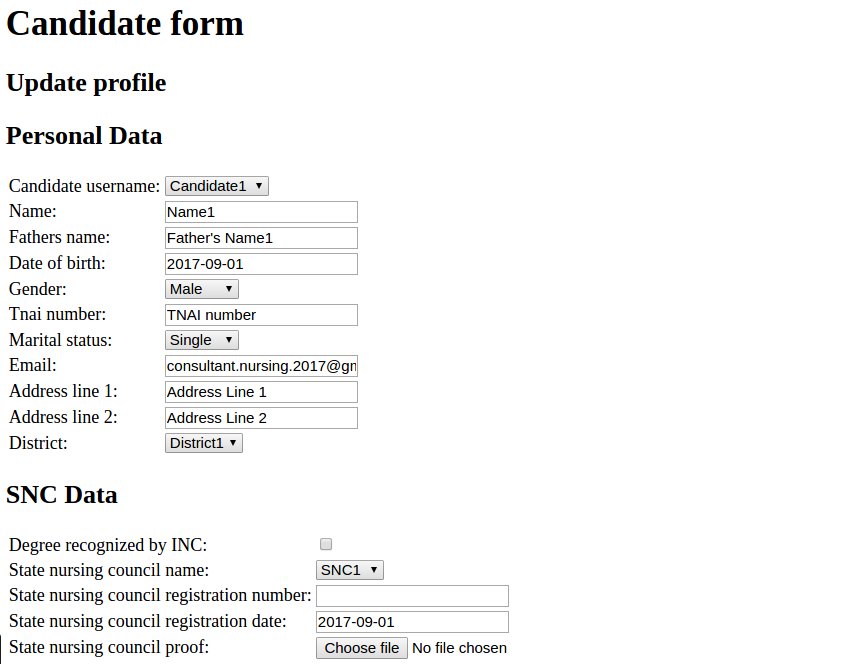 Candidate form
Update profile
Personal Data
Candidate username: Candidate1
Name: Name1
Fathers name: Father's Name1
Date of birth: 2017-09-01
Gender: Male
Tnai number: TNAI number
Marital status: Single
Email: consultant.nursing.2017@gm
Address line 1: Address Line 1
Address line 2: Address Line 2
District: District1
SNC Data
Degree recognized by INC:
State nursing council name: SNC1
State nursing council registration number:
State nursing council registration date: 2017-09-01
State nursing council proof: Choose file No file chosen